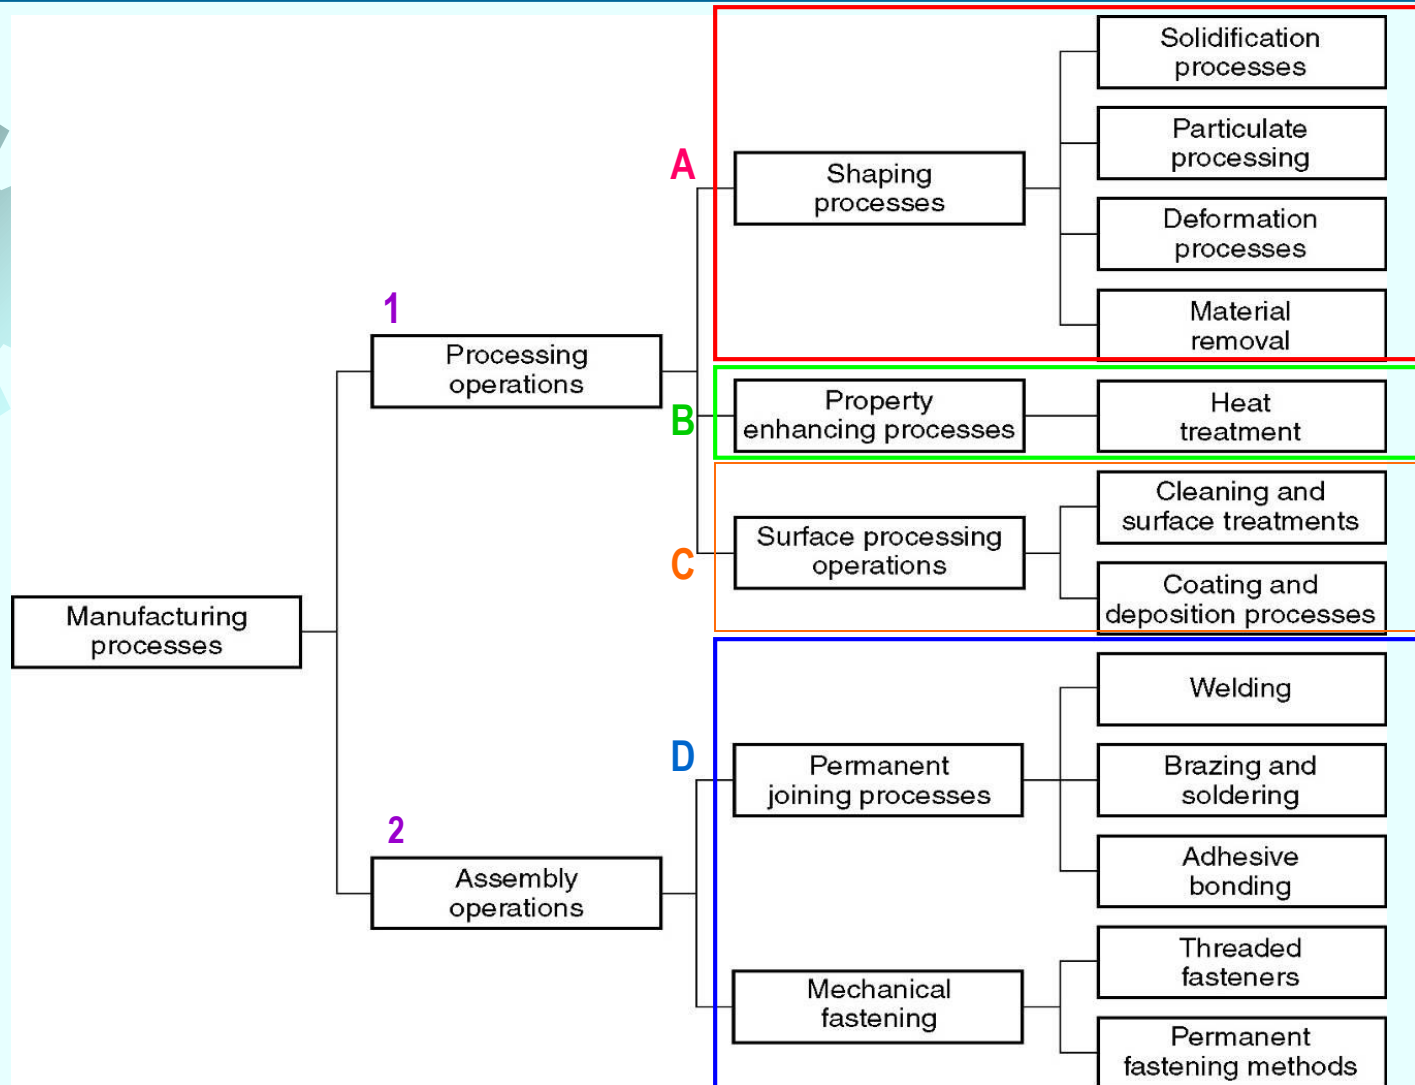 Solidification
processes
Particulate
processing
A
Shaping
processes
Deformation
processes
Material
removal
1
Processing
operations
B
Property
enhancing processes
Heat
treatment
C
Surface processing
operations
Cleaning and
surface treatments
Coating and
deposition processes
Manufacturing
processes
Welding
D
Permanent
joining processes
Brazing and
soldering
2
Assembly
operations
Adhesive
bonding
Mechanical
fastening
Threaded
fasteners
Permanent
fastening methods